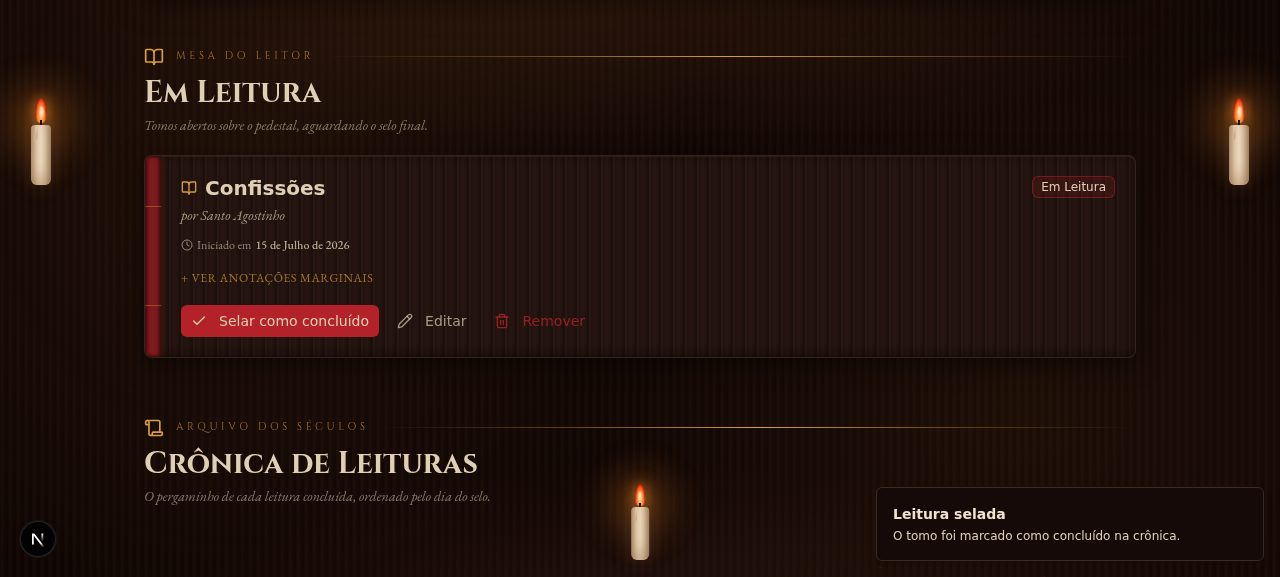 MESA DO LEITOR
EM LEITURA
Tomos abertos sobre o pedestal, aguardando o selo final.
Confissões
Em Leitura
por Santo Agostinho
Iniciado em 15 de Julho de 2026
+ VER ANOTAÇÕES MARGINAIS
Selar como concluído
Editar
Remover
ARQUIVO DOS SÉCULOS
CRÔNICA DE LEITURAS
O pergaminho de cada leitura concluída, ordenado pelo dia do selo.
Leitura selada
O tomo foi marcado como concluído na crônica.
N